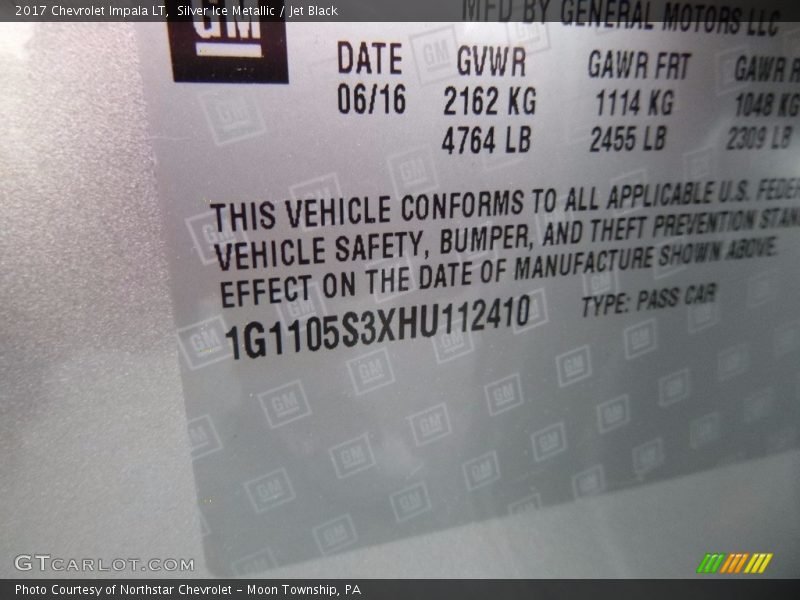 2017 Chevrolet Impala LT, Silver Ice Metallic / Jet Black
GM
MFD BY GENERAL MOTORS LLC
DATE GVWR GAWR FRT GAWR R
06/16 2162 KG 1114 KG 1048 KG
4764 LB 2455 LB 2309 LB
THIS VEHICLE CONFORMS TO ALL APPLICABLE U.S. FEDER
VEHICLE SAFETY, BUMPER, AND THEFT PREVENTION STAN
EFFECT ON THE DATE OF MANUFACTURE SHOWN ABOVE.
1G1105S3XHU112410 TYPE: PASS CAR
GTCARLOT.COM
Photo Courtesy of Northstar Chevrolet – Moon Township, PA